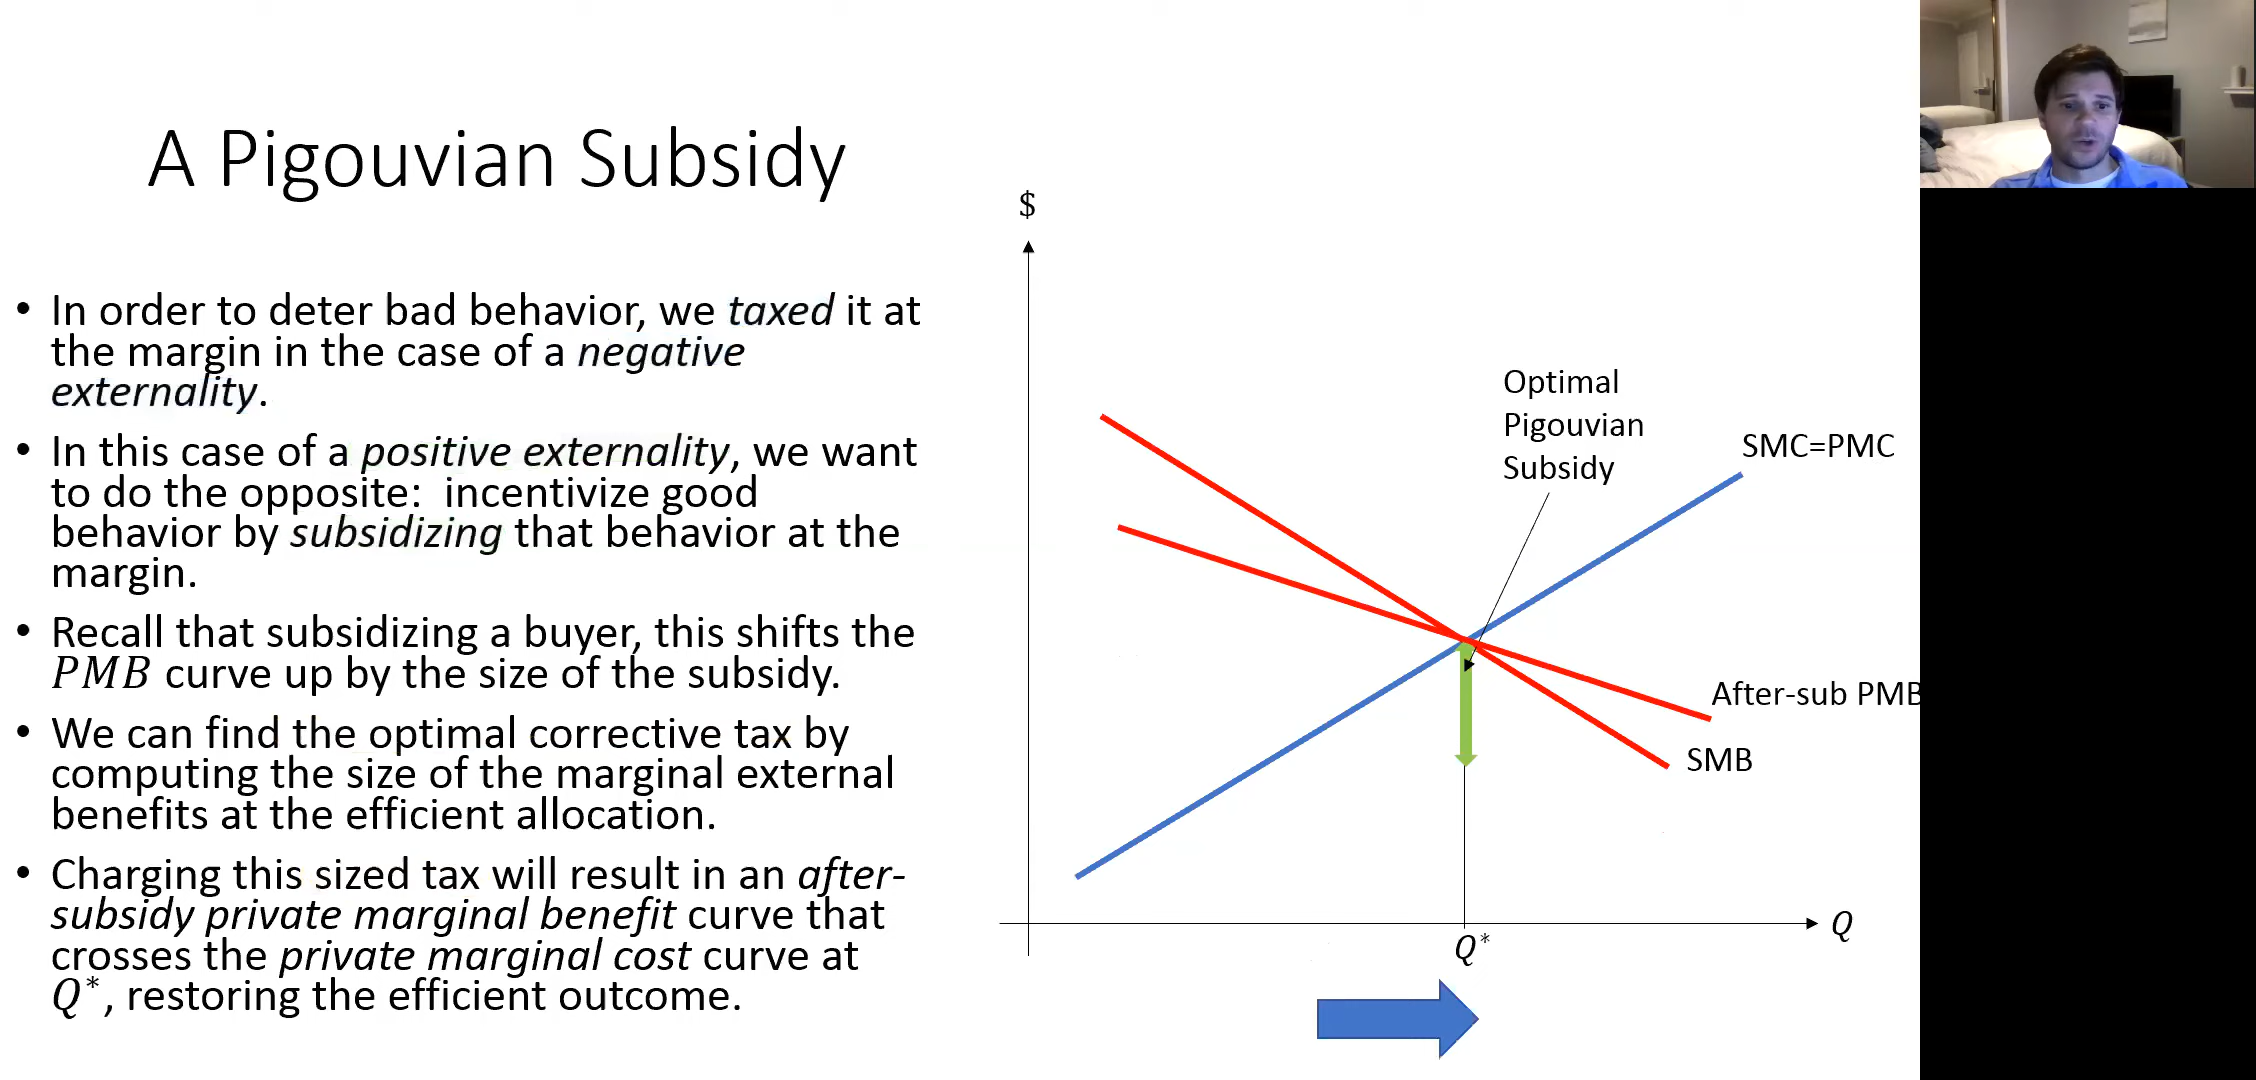 A Pigouvian Subsidy
• In order to deter bad behavior, we taxed it at
the margin in the case of a negative
externality.
• In this case of a positive externality, we want
to do the opposite: incentivize good
behavior by subsidizing that behavior at the
margin.
• Recall that subsidizing a buyer, this shifts the
PMB curve up by the size of the subsidy.
• We can find the optimal corrective tax by
computing the size of the marginal external
benefits at the efficient allocation.
• Charging this sized tax will result in an after-
subsidy private marginal benefit curve that
crosses the private marginal cost curve at
Q*, restoring the efficient outcome.
$
Optimal
Pigouvian
Subsidy
SMC=PMC
After-sub PMB
SMB
Q
Q*